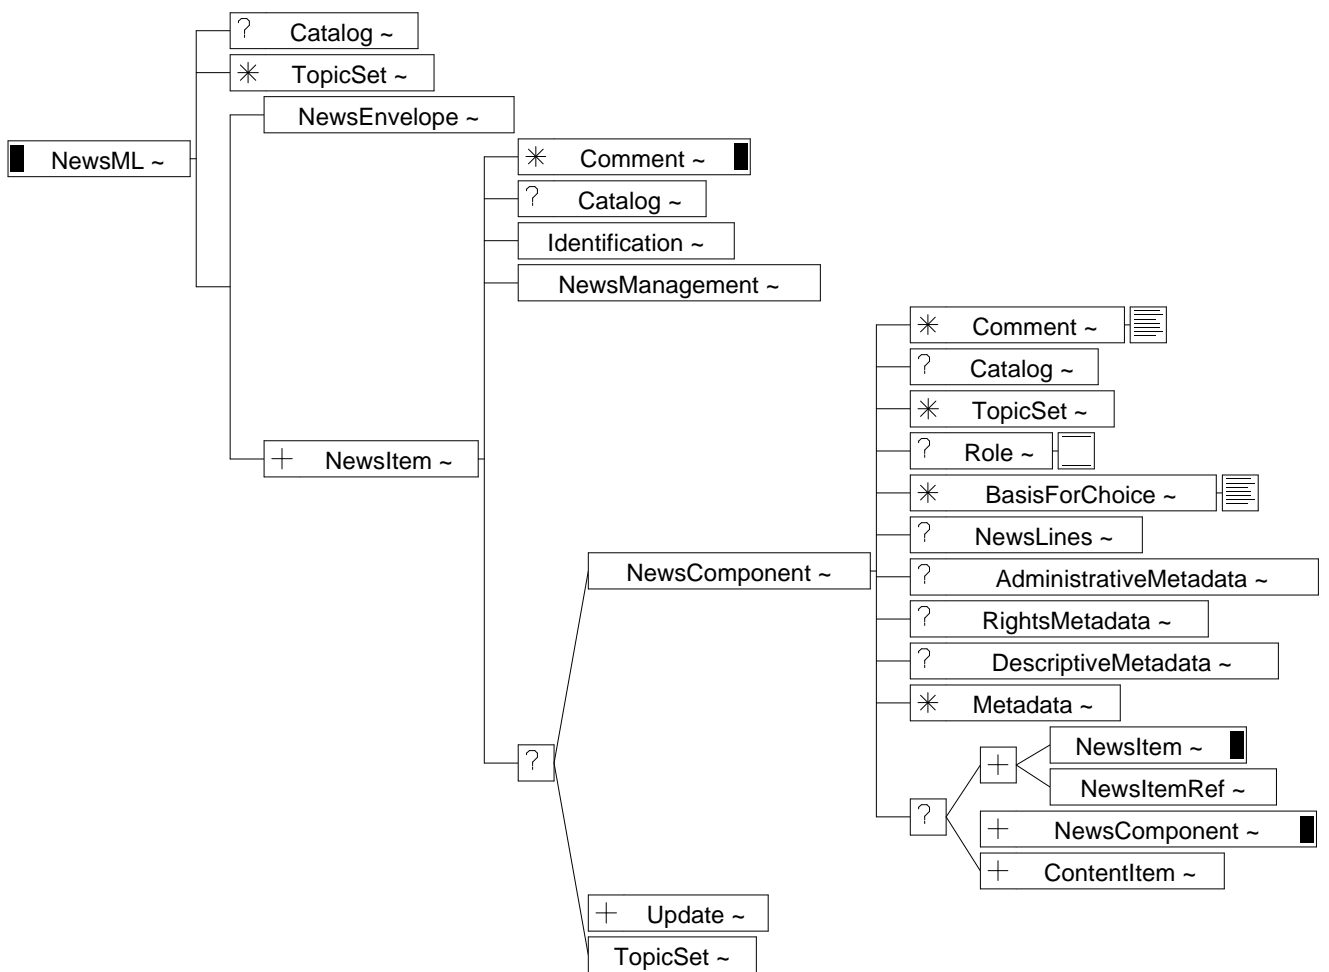 ? Catalog ~
* TopicSet ~
NewsEnvelope ~
NewsML ~
* Comment ~
? Catalog ~
Identification ~
NewsManagement ~
+ NewsItem ~
* Comment ~
? Catalog ~
* TopicSet ~
? Role ~
* BasisForChoice ~
? NewsLines ~
NewsComponent ~
? AdministrativeMetadata ~
? RightsMetadata ~
? DescriptiveMetadata ~
* Metadata ~
?
+
NewsItem ~
NewsItemRef ~
?
+ NewsComponent ~
+ ContentItem ~
+ Update ~
TopicSet ~